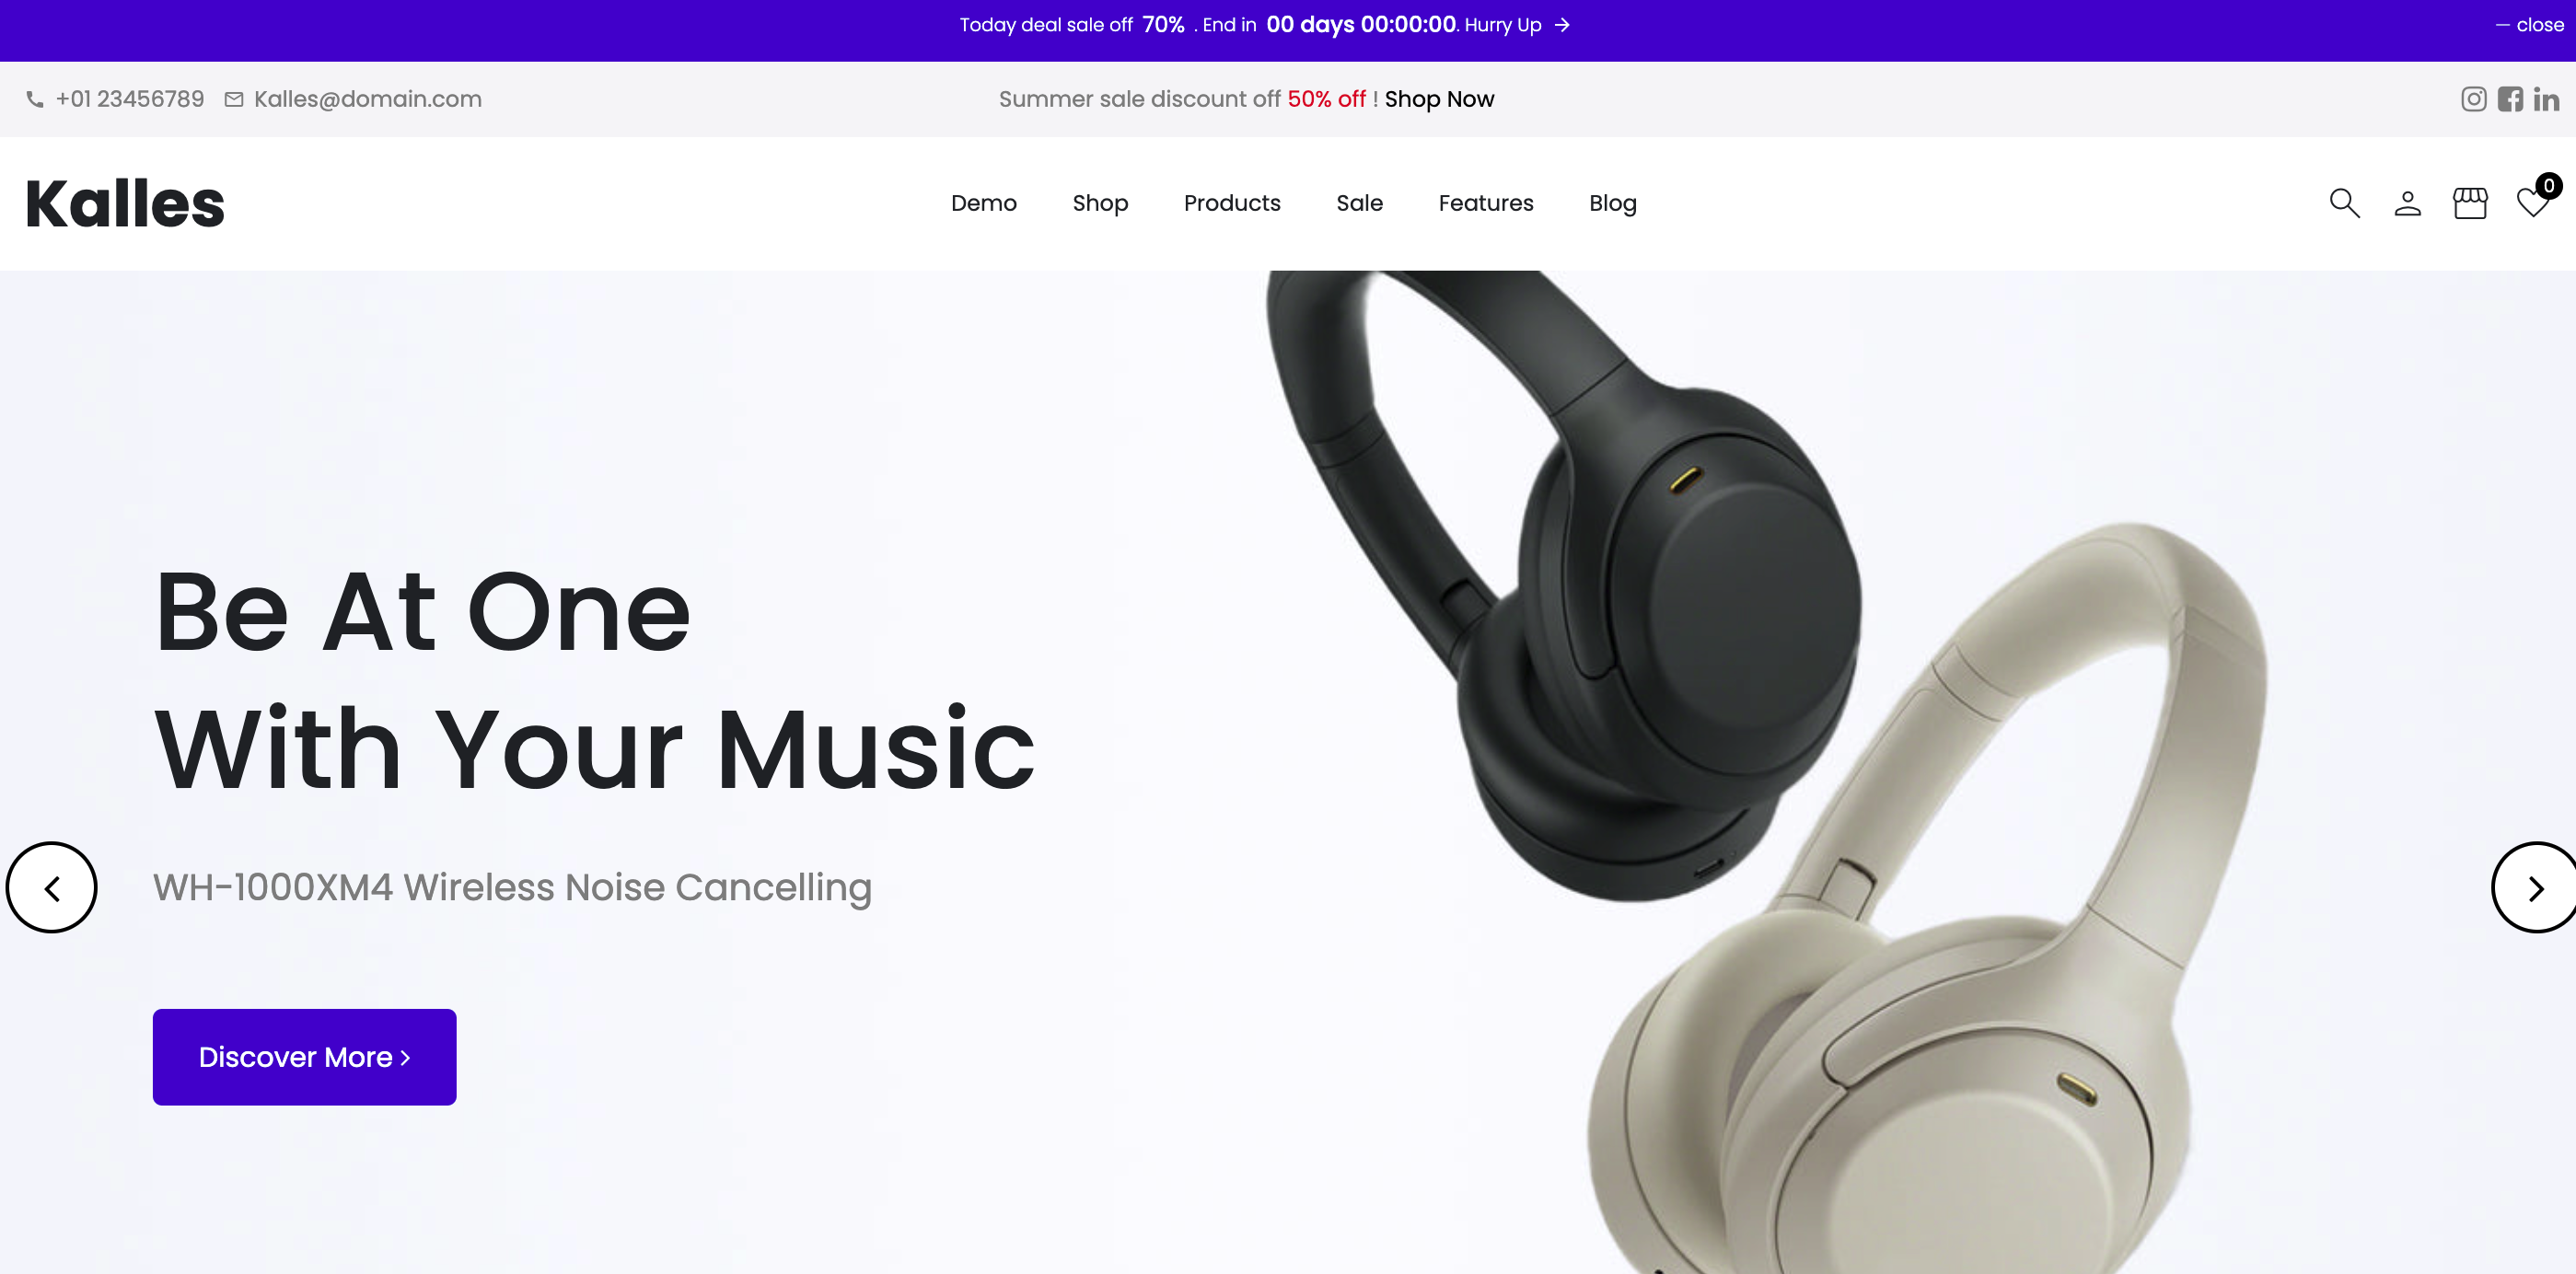 Today deal sale off 70% . End in 00 days 00:00:00. Hurry Up →
— close
+01 23456789 Kalles@domain.com
Summer sale discount off 50% off ! Shop Now
Kalles
Demo Shop Products Sale Features Blog
0
Be At One
With Your Music
WH-1000XM4 Wireless Noise Cancelling
Discover More >